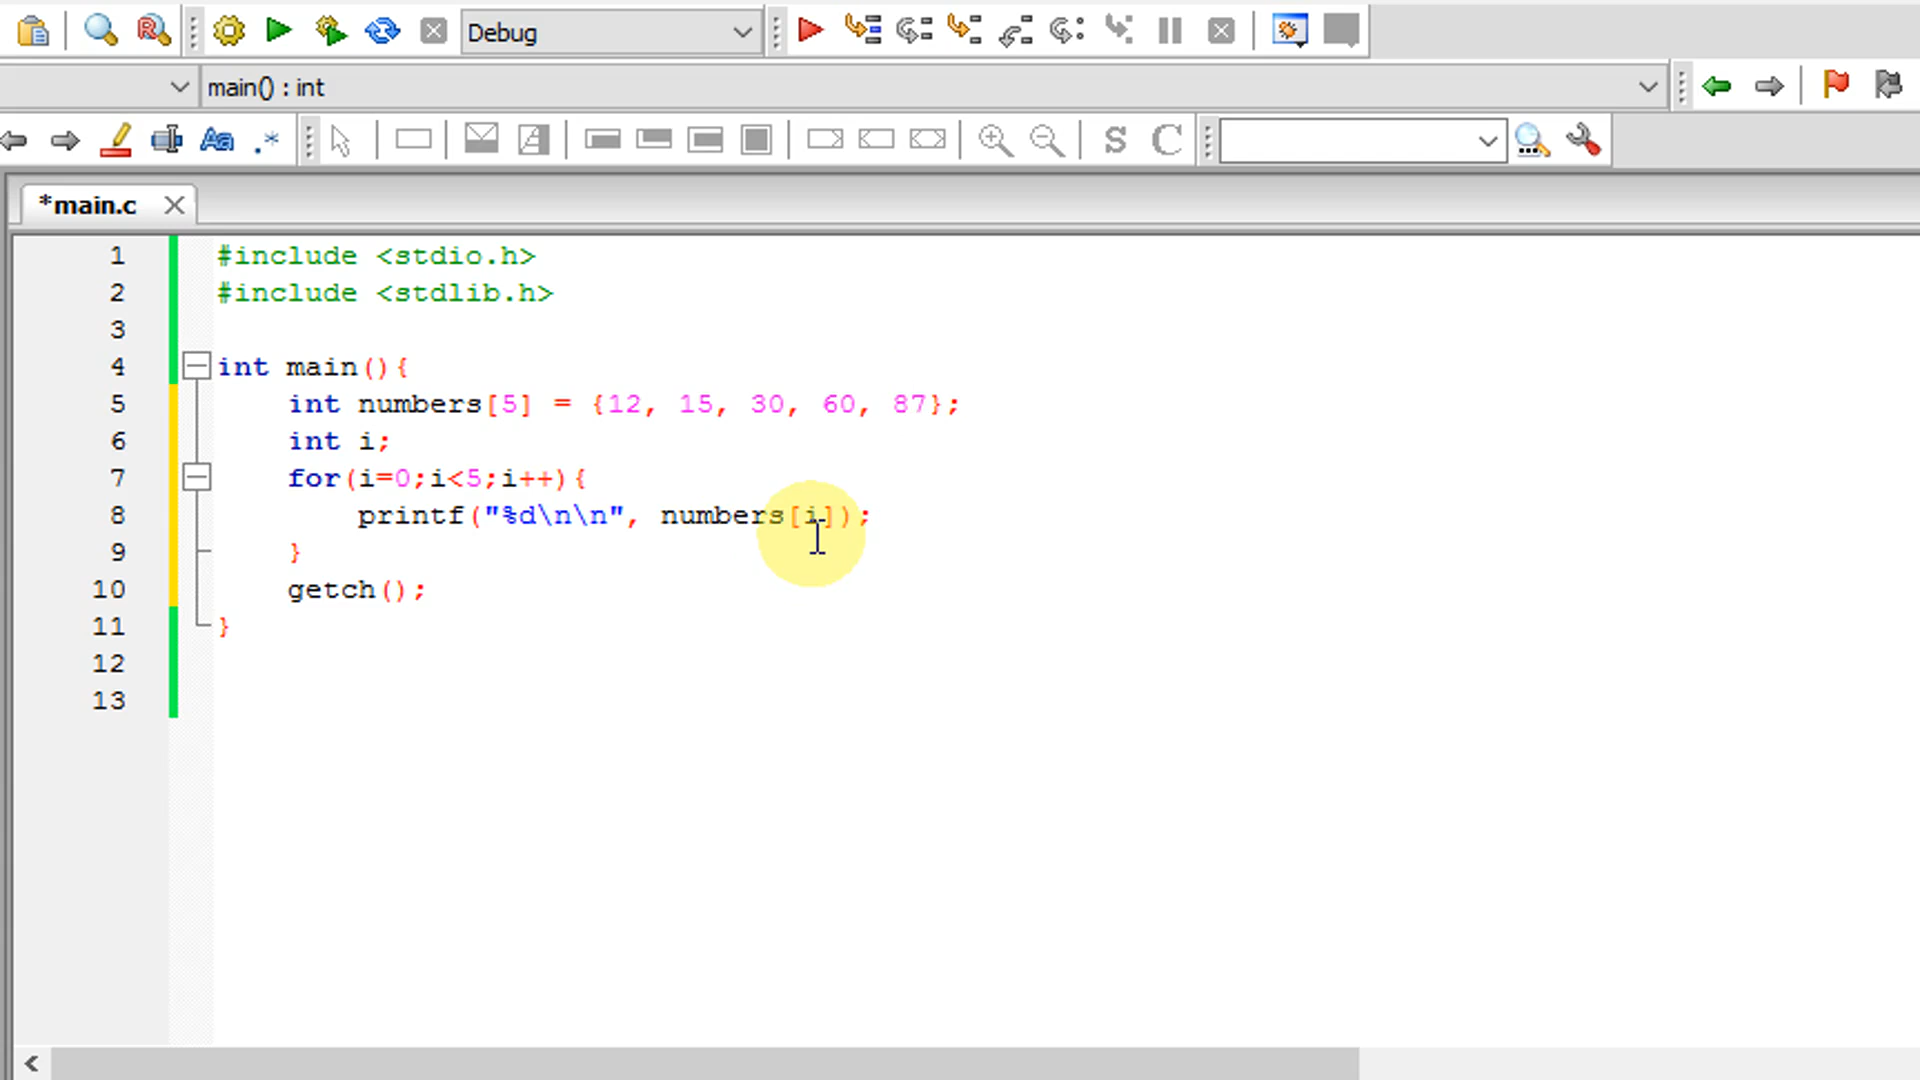 Debug
main() : int
*main.c
1 #include <stdio.h>
2 #include <stdlib.h>
3
4 int main(){
5     int numbers[5] = {12, 15, 30, 60, 87};
6     int i;
7     for(i=0;i<5;i++){
8         printf("%d\n\n", numbers[i]);
9     }
10     getch();
11 }
12
13